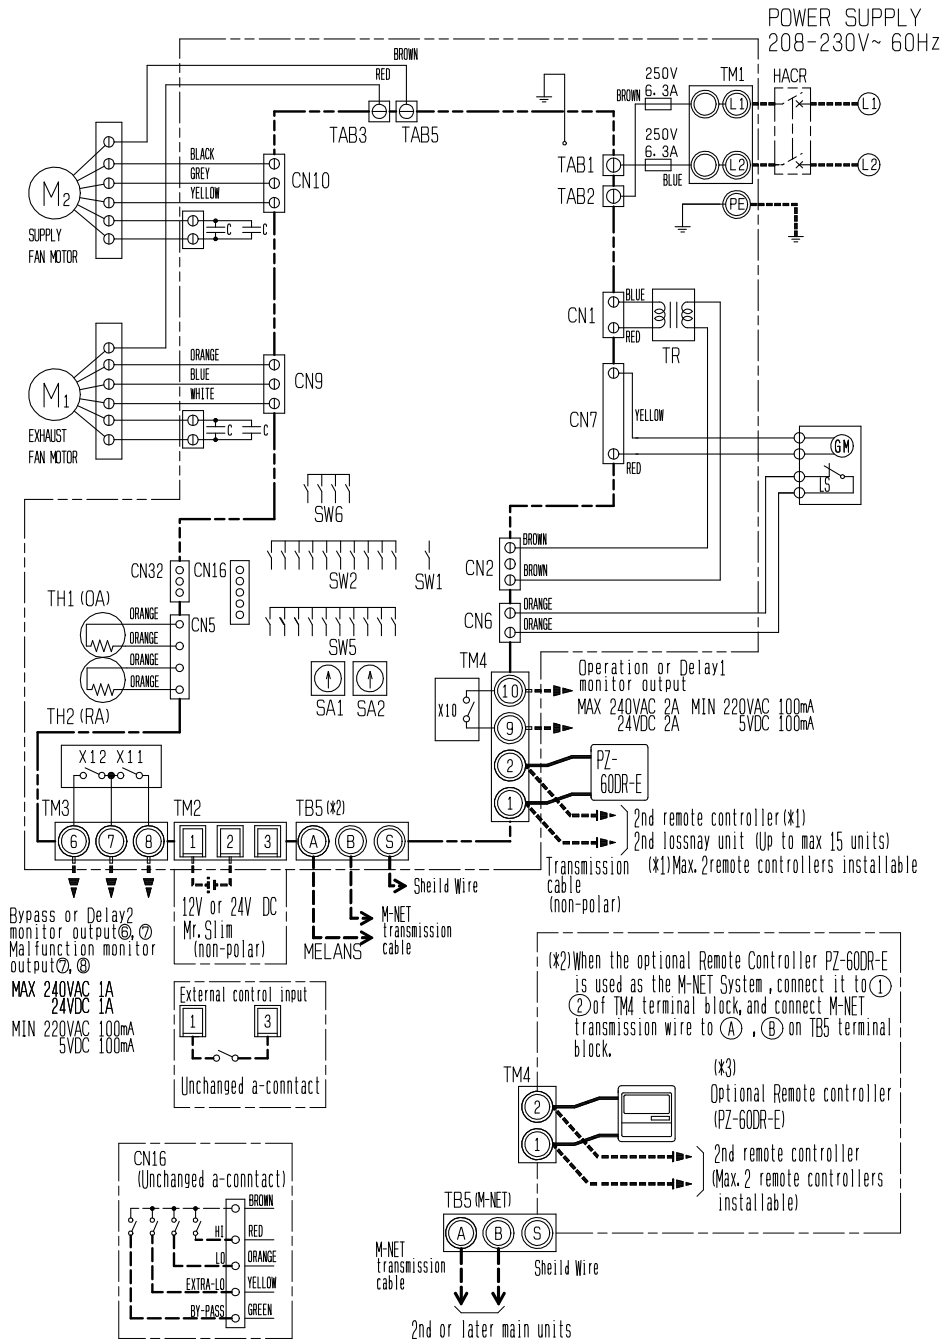 POWER SUPPLY
208-230V~ 60Hz
BROWN
RED
TAB3
TAB5
250V
6.3A
TM1
HACR
BROWN
L1
L1
250V
6.3A
BLUE
L2
L2
TAB1
TAB2
PE
BLACK
GREY
YELLOW
CN10
M2
C
C
SUPPLY
FAN MOTOR
CN1
BLUE
RED
TR
ORANGE
BLUE
WHITE
CN9
M1
C
C
EXHAUST
FAN MOTOR
CN7
YELLOW
RED
GM
LS
SW6
SW2
SW1
SW5
SA1
SA2
CN32
CN16
CN5
TH1 (OA)
ORANGE
ORANGE
ORANGE
ORANGE
TH2 (RA)
CN2
BROWN
BROWN
CN6
ORANGE
ORANGE
TM4
X10
10
9
2
1
Operation or Delay1
monitor output
MAX 240VAC 2A MIN 220VAC 100mA
24VDC 2A 5VDC 100mA
PZ-
60DR-E
2nd remote controller(*1)
2nd lossnay unit (Up to max 15 units)
(*1)Max.2remote controllers installable
Transmission
cable
(non-polar)
X12 X11
TM3
6 7 8
TM2
1 2 3
TB5(*2)
A B S
Sheild Wire
M-NET
transmission
cable
MELANS
12V or 24V DC
Mr.Slim
(non-polar)
Bypass or Delay2
monitor output⑥,⑦
Malfunction monitor
output⑦,⑧
MAX 240VAC 1A
24VDC 1A
MIN 220VAC 100mA
5VDC 100mA
External control input
1 3
Unchanged a-conntact
(*2)When the optional Remote Controller PZ-60DR-E
is used as the M-NET System, connect it to ①
② of TM4 terminal block, and connect M-NET
transmission wire to Ⓐ , Ⓑ on TB5 terminal
block.
(*3)
Optional Remote controller
(PZ-60DR-E)
TM4
2
1
2nd remote controller
(Max.2 remote controllers
installable)
TB5(M-NET)
A B S
M-NET
transmission
cable
Sheild Wire
2nd or later main units
CN16
(Unchanged a-conntact)
BROWN
HI RED
LO ORANGE
EXTRA-LO YELLOW
BY-PASS GREEN